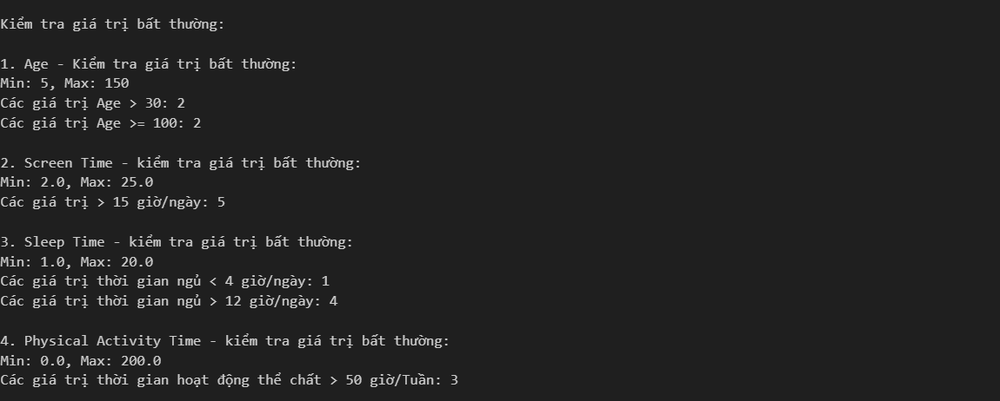 Kiểm tra giá trị bất thường:
1. Age - Kiểm tra giá trị bất thường:
Min: 5, Max: 150
Các giá trị Age > 30: 2
Các giá trị Age >= 100: 2
2. Screen Time - kiểm tra giá trị bất thường:
Min: 2.0, Max: 25.0
Các giá trị > 15 giờ/ngày: 5
3. Sleep Time - kiểm tra giá trị bất thường:
Min: 1.0, Max: 20.0
Các giá trị thời gian ngủ < 4 giờ/ngày: 1
Các giá trị thời gian ngủ > 12 giờ/ngày: 4
4. Physical Activity Time - kiểm tra giá trị bất thường:
Min: 0.0, Max: 200.0
Các giá trị thời gian hoạt động thể chất > 50 giờ/Tuần: 3